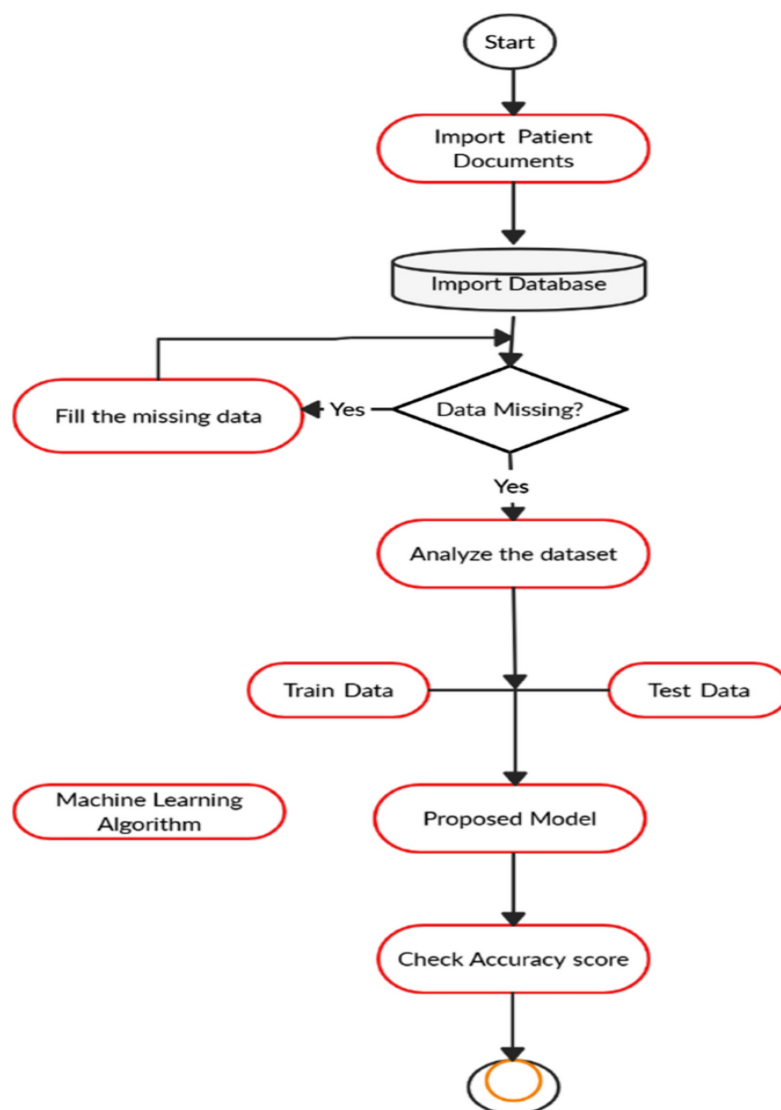 Start
Import Patient
Documents
Import Database
Data Missing?
Yes
Fill the missing data
Yes
Analyze the dataset
Train Data
Test Data
Machine Learning
Algorithm
Proposed Model
Check Accuracy score